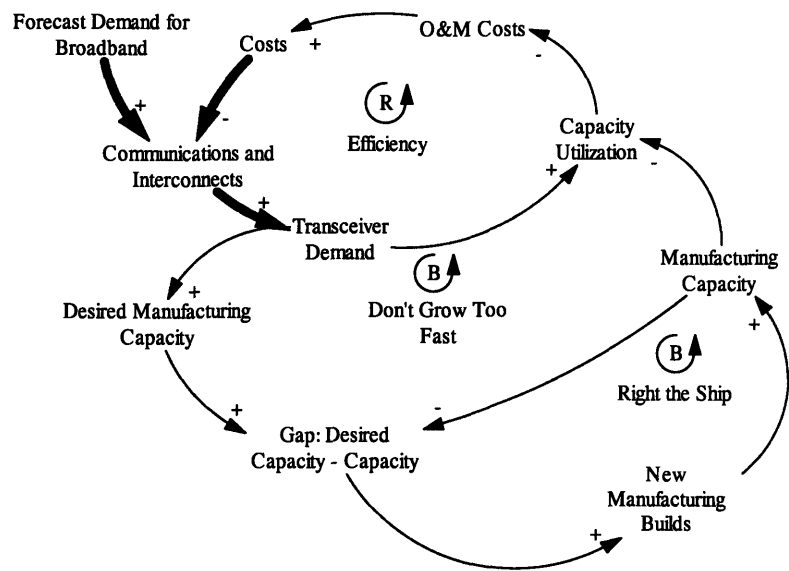 Forecast Demand for
Broadband
+
Costs
+
O&M Costs
-
-
R
Efficiency
Capacity
Utilization
+
-
Communications and
Interconnects
+
Transceiver
Demand
B
Don't Grow Too
Fast
Manufacturing
Capacity
+
+
Desired Manufacturing
Capacity
B
Right the Ship
+
-
Gap: Desired
Capacity - Capacity
New
Manufacturing
Builds
+